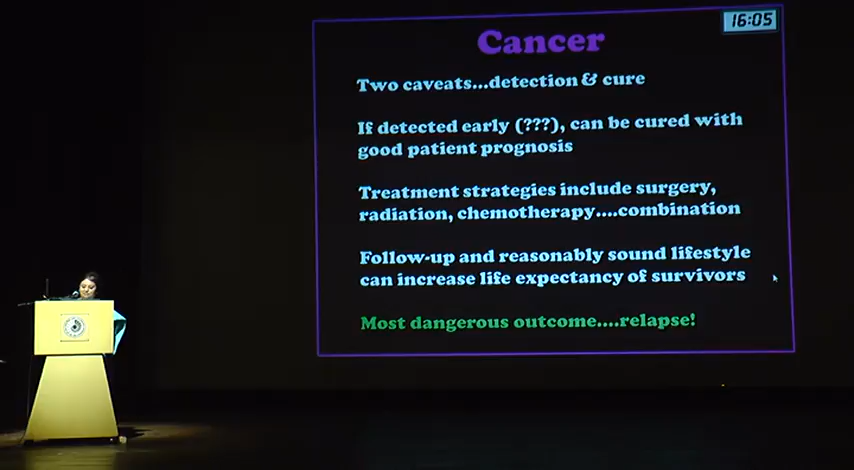 16:05
Cancer
Two caveats...detection & cure
If detected early (???), can be cured with
good patient prognosis
Treatment strategies include surgery,
radiation, chemotherapy....combination
Follow-up and reasonably sound lifestyle
can increase life expectancy of survivors
Most dangerous outcome....relapse!